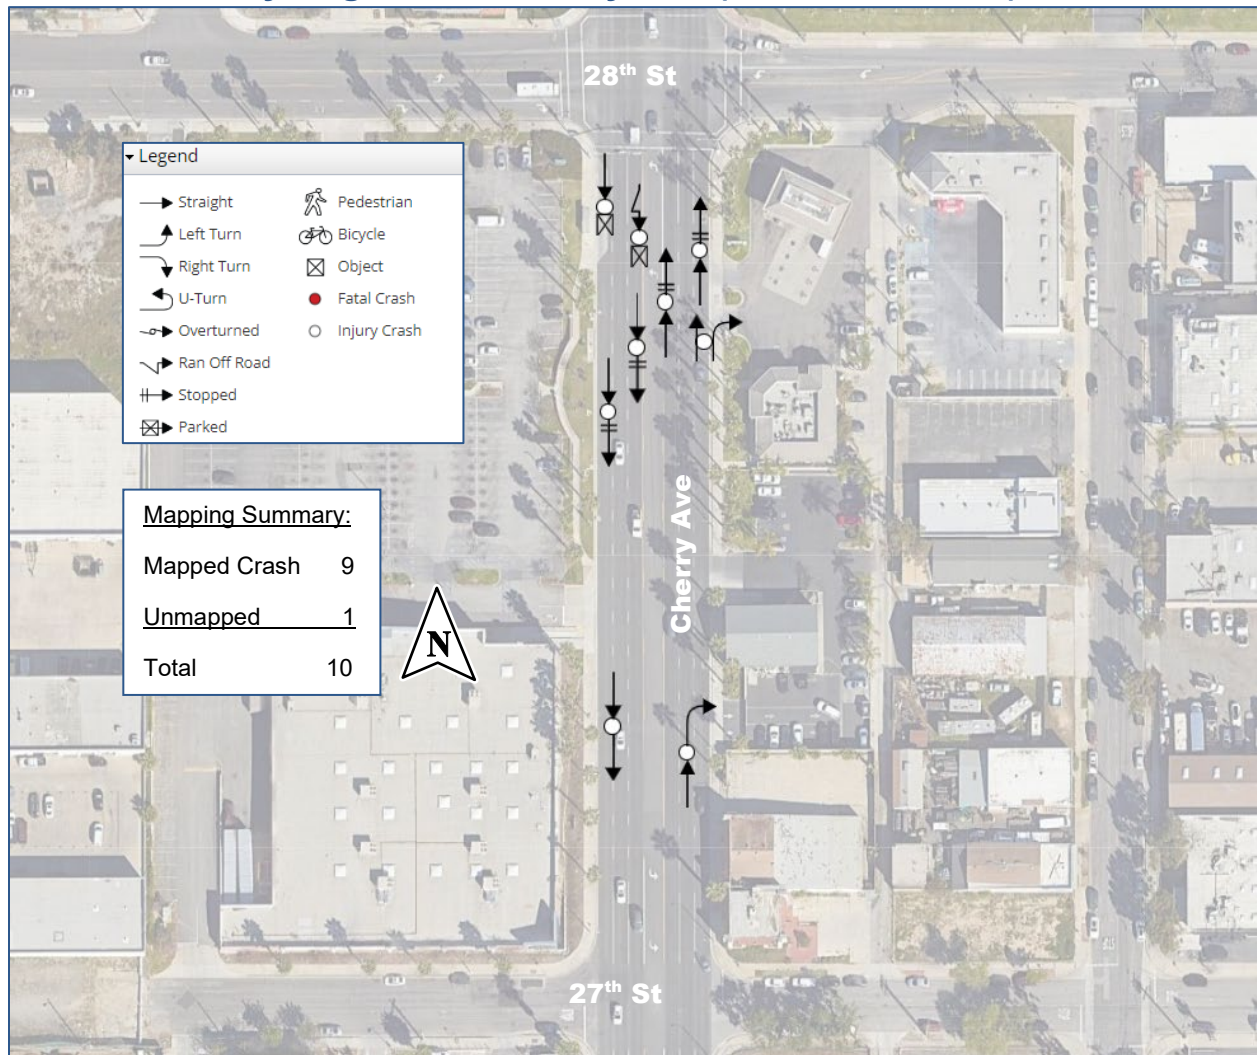 28th St
Legend
Straight
Pedestrian
Left Turn
Bicycle
Right Turn
Object
U-Turn
Fatal Crash
Overturned
Injury Crash
Ran Off Road
Stopped
Parked
Cherry Ave
Mapping Summary:
Mapped Crash 9
Unmapped 1
Total 10
N
27th St